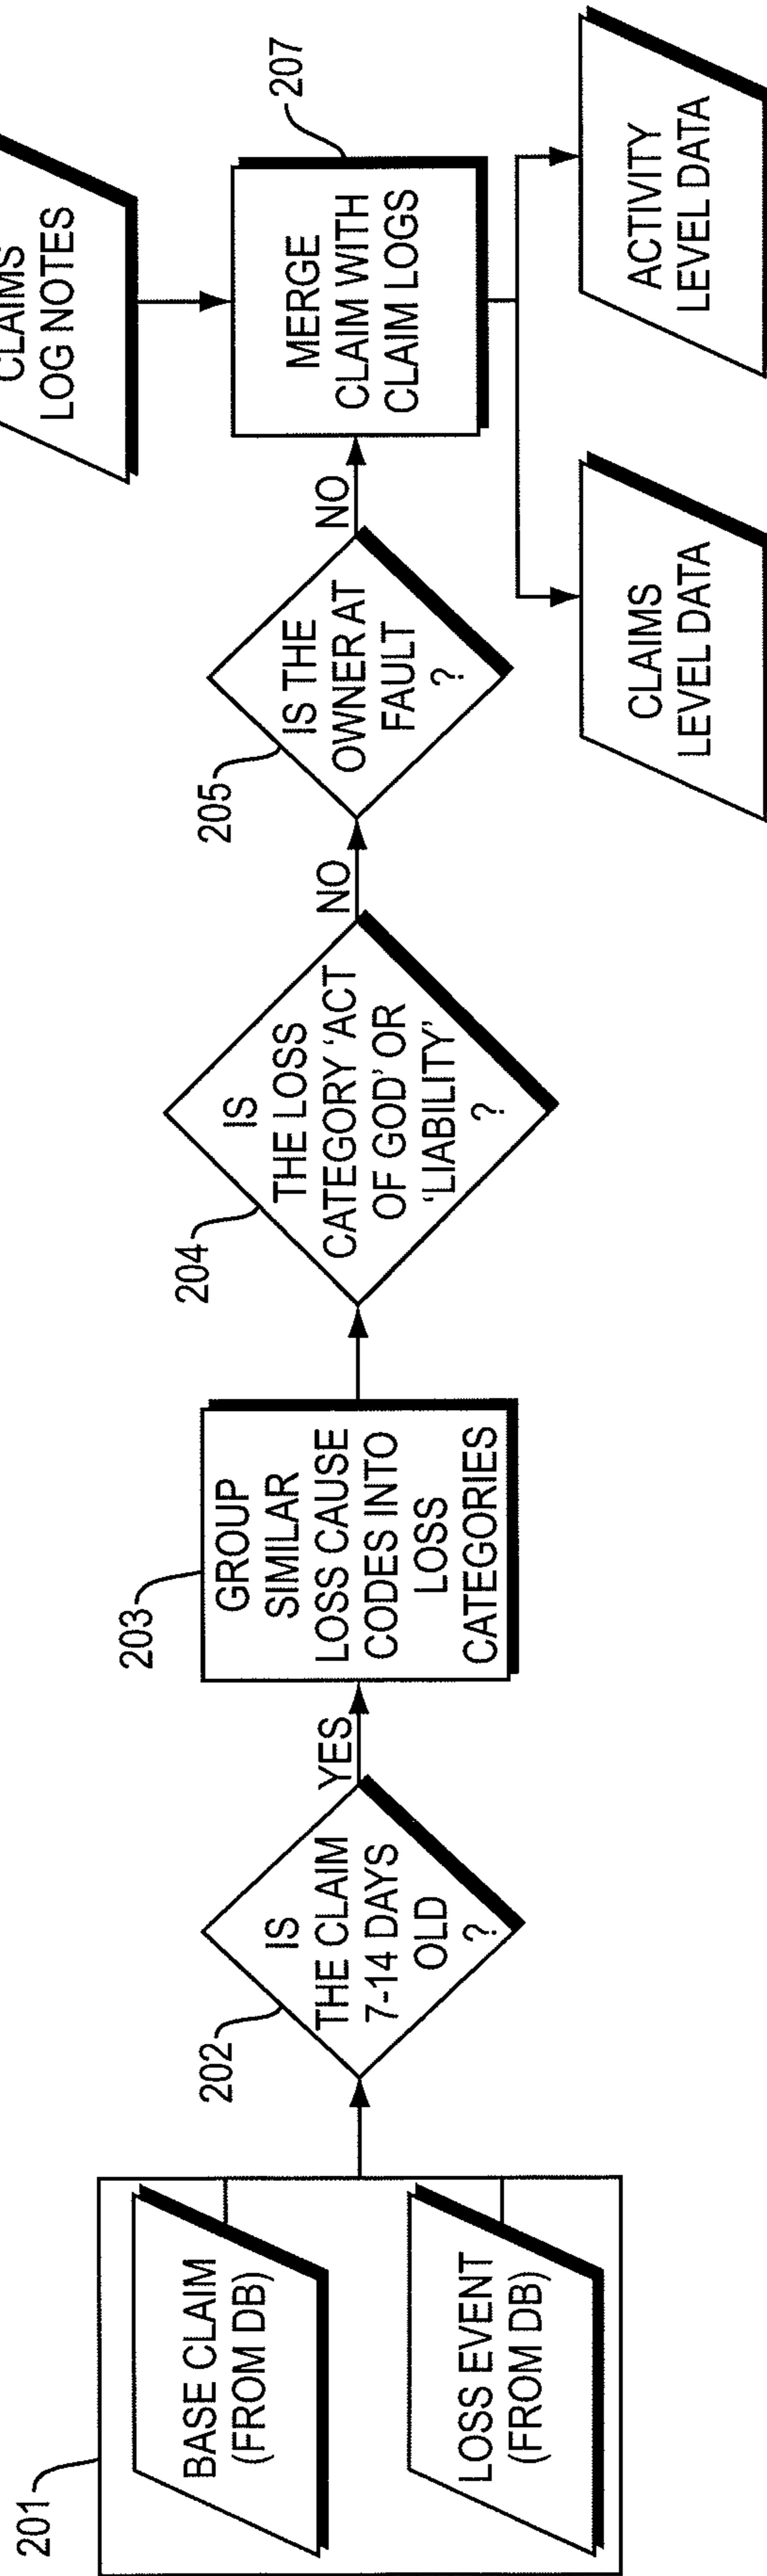 201
BASE CLAIM
(FROM DB)
LOSS EVENT
(FROM DB)
202
IS
THE CLAIM
7-14 DAYS
OLD
?
YES
203
GROUP
SIMILAR
LOSS CAUSE
CODES INTO
LOSS
CATEGORIES
204
IS
THE LOSS
CATEGORY 'ACT
OF GOD' OR
'LIABILITY'
?
NO
205
IS THE
OWNER AT
FAULT
?
NO
CLAIMS
LOG NOTES
207
MERGE
CLAIM WITH
CLAIM LOGS
CLAIMS
LEVEL DATA
ACTIVITY
LEVEL DATA